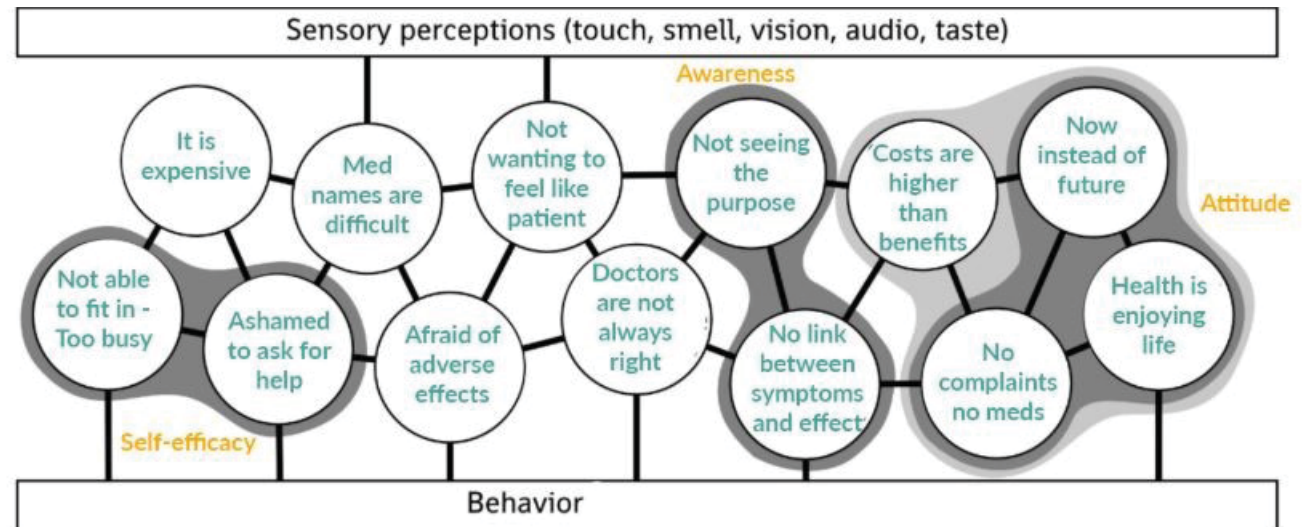 Sensory perceptions (touch, smell, vision, audio, taste)
Awareness
It is
expensive
Med
names are
difficult
Not
wanting to
feel like
patient
Not seeing
the
purpose
Costs are
higher
than
benefits
Now
instead of
future
Attitude
Not able
to fit in -
Too busy
Ashamed
to ask for
help
Afraid of
adverse
effects
Doctors
are not
always
right
No link
between
symptoms
and effect
No
complaints
no meds
Health is
enjoying
life
Self-efficacy
Behavior